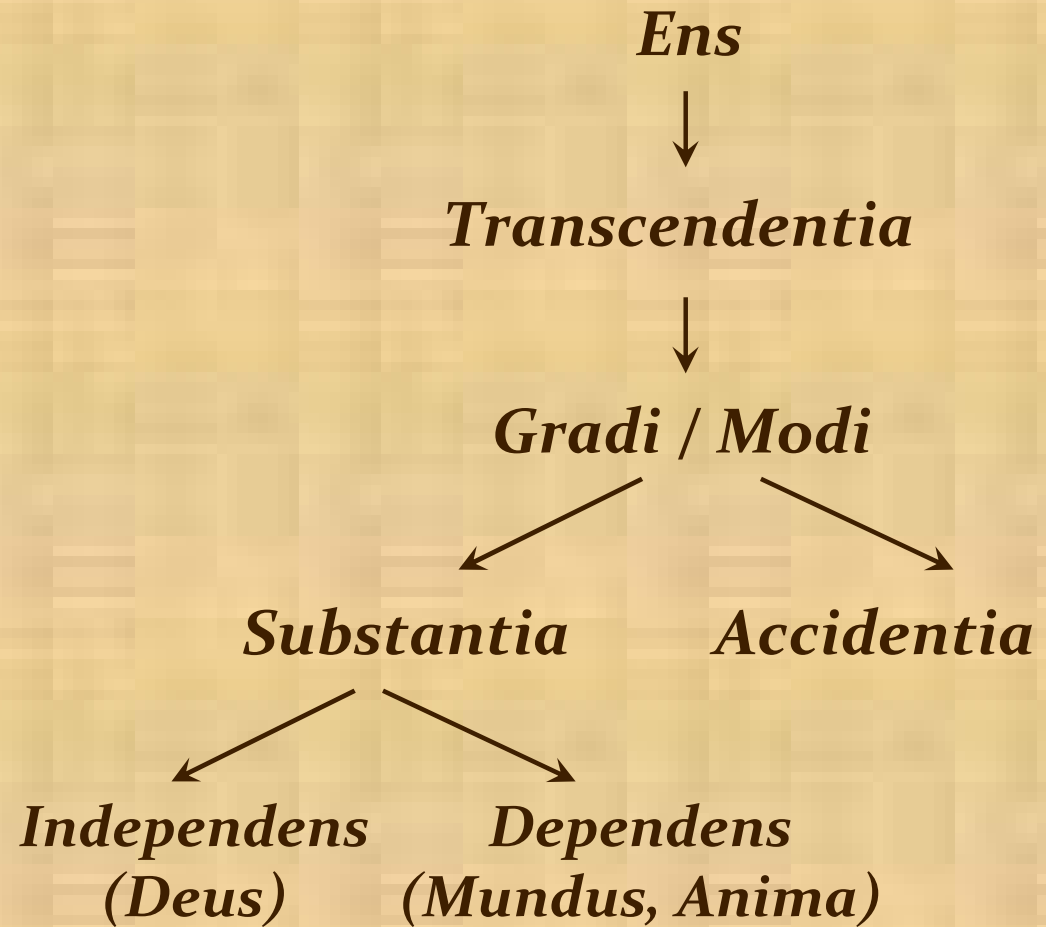 Ens
Transcendentia
Gradi / Modi
Substantia Accidentia
Independens Dependens
(Deus) (Mundus, Anima)